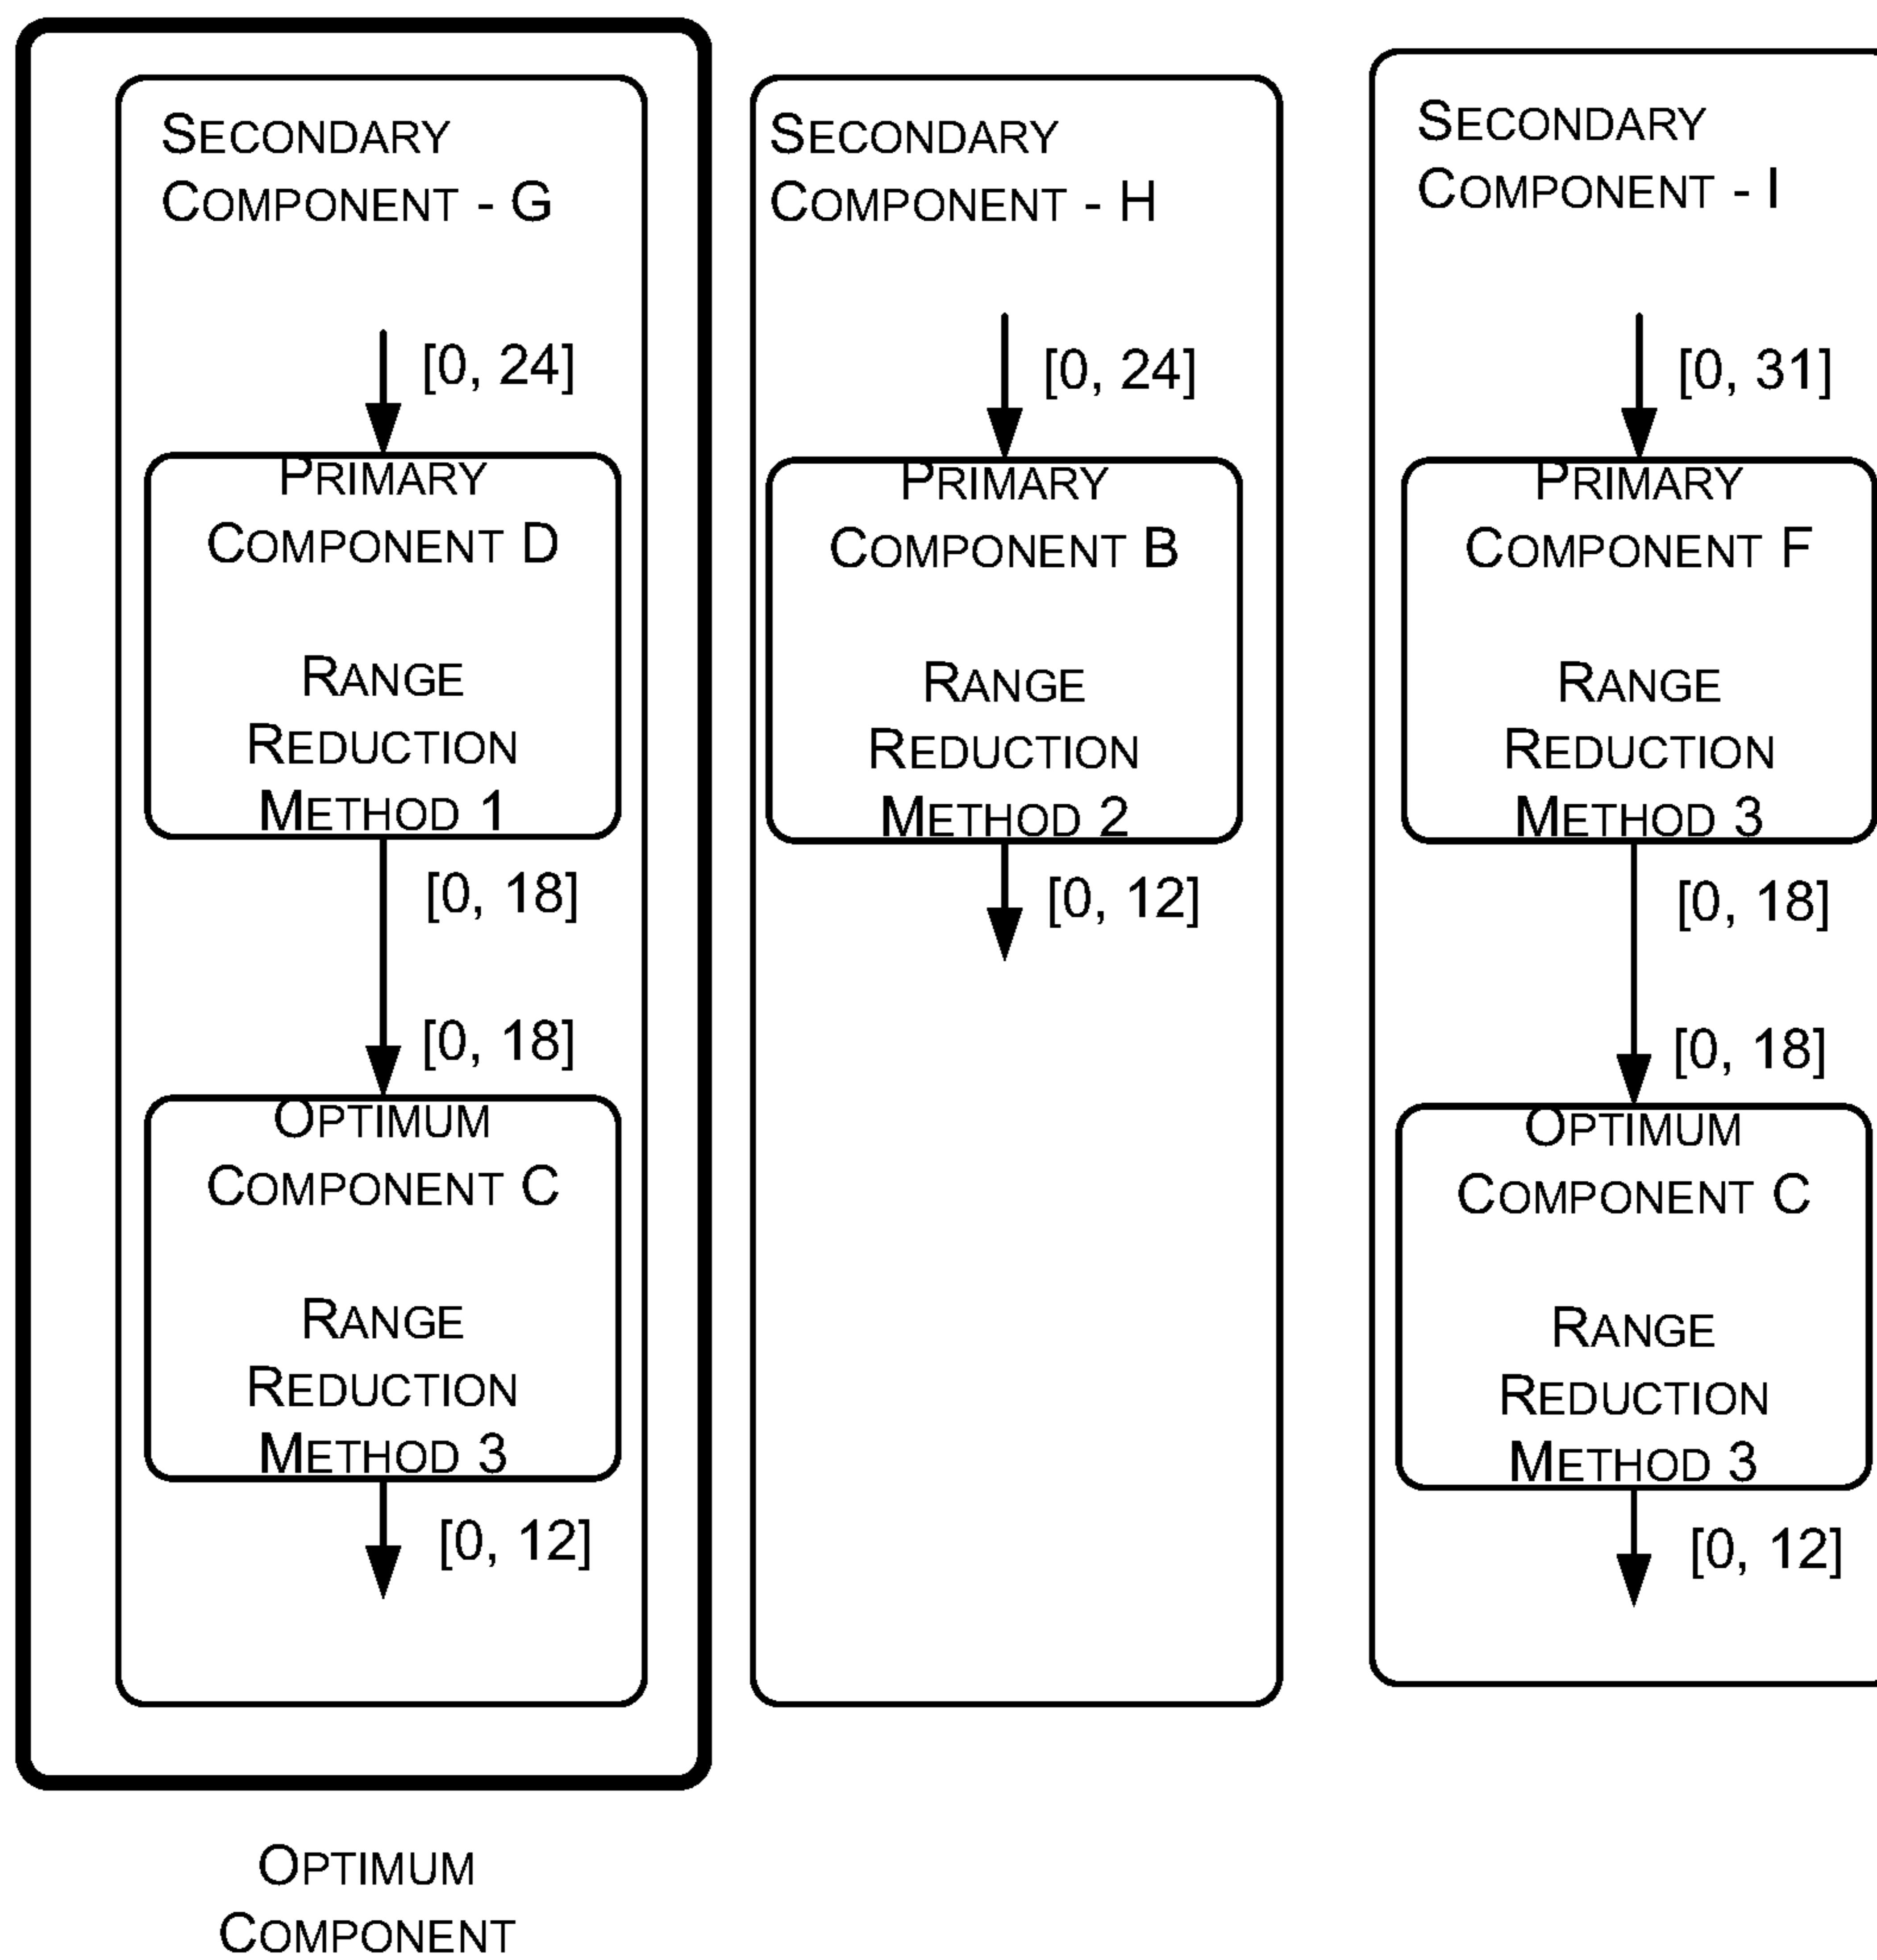 SECONDARY
COMPONENT - G
[0, 24]
PRIMARY
COMPONENT D
RANGE
REDUCTION
METHOD 1
[0, 18]
[0, 18]
OPTIMUM
COMPONENT C
RANGE
REDUCTION
METHOD 3
[0, 12]
OPTIMUM
COMPONENT
SECONDARY
COMPONENT - H
[0, 24]
PRIMARY
COMPONENT B
RANGE
REDUCTION
METHOD 2
[0, 12]
SECONDARY
COMPONENT - I
[0, 31]
PRIMARY
COMPONENT F
RANGE
REDUCTION
METHOD 3
[0, 18]
[0, 18]
OPTIMUM
COMPONENT C
RANGE
REDUCTION
METHOD 3
[0, 12]